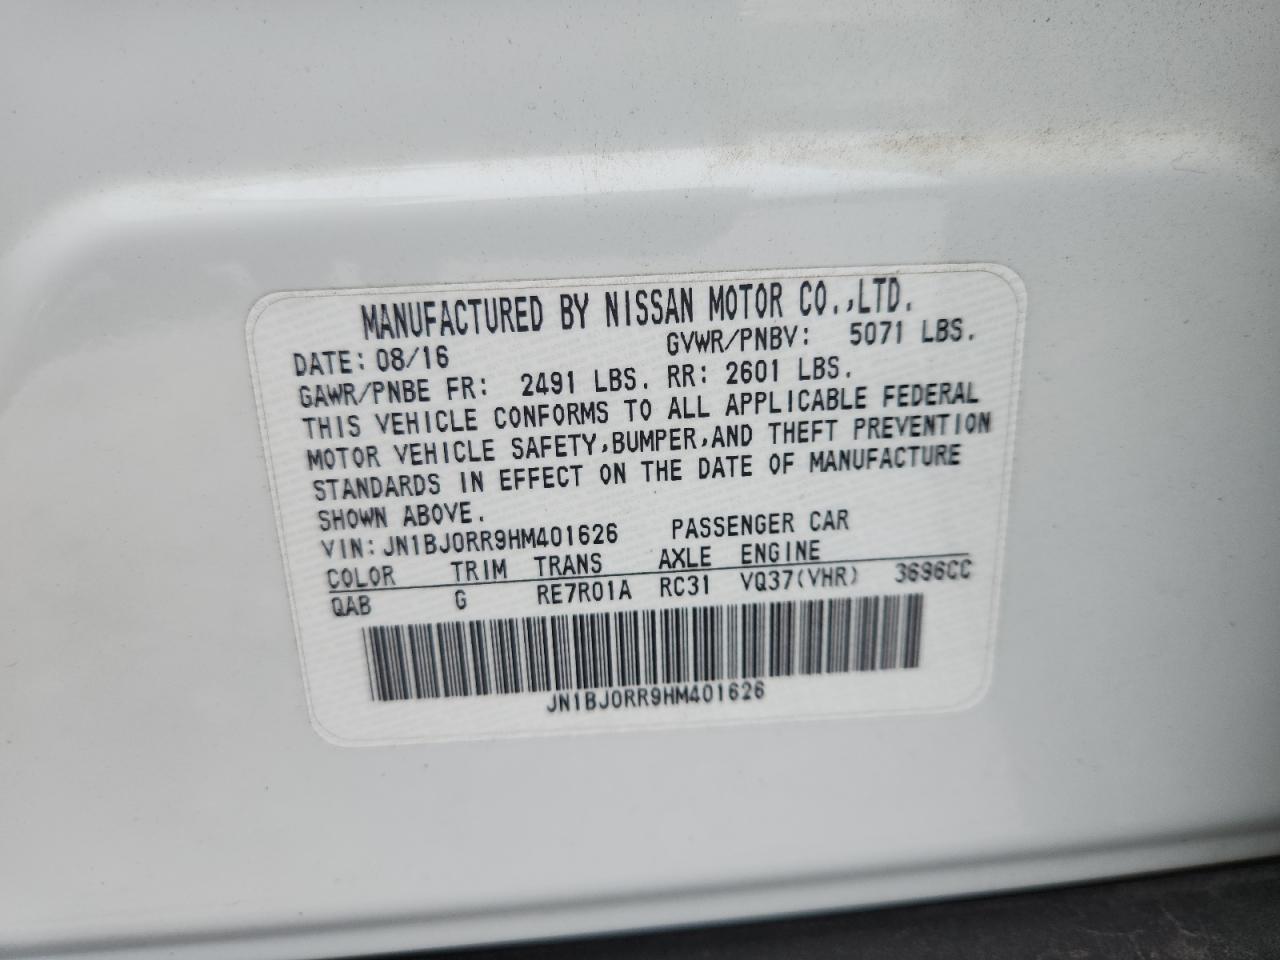 MANUFACTURED BY NISSAN MOTOR CO.,LTD.
DATE: 08/16 GVWR/PNBV: 5071 LBS.
GAWR/PNBE FR: 2491 LBS. RR: 2601 LBS.
THIS VEHICLE CONFORMS TO ALL APPLICABLE FEDERAL
MOTOR VEHICLE SAFETY,BUMPER,AND THEFT PREVENTION
STANDARDS IN EFFECT ON THE DATE OF MANUFACTURE
SHOWN ABOVE.
VIN: JN1BJ0RR9HM401626 PASSENGER CAR
COLOR TRIM TRANS AXLE ENGINE
QAB G RE7R01A RC31 VQ37(VHR) 3696CC
JN1BJ0RR9HM401626